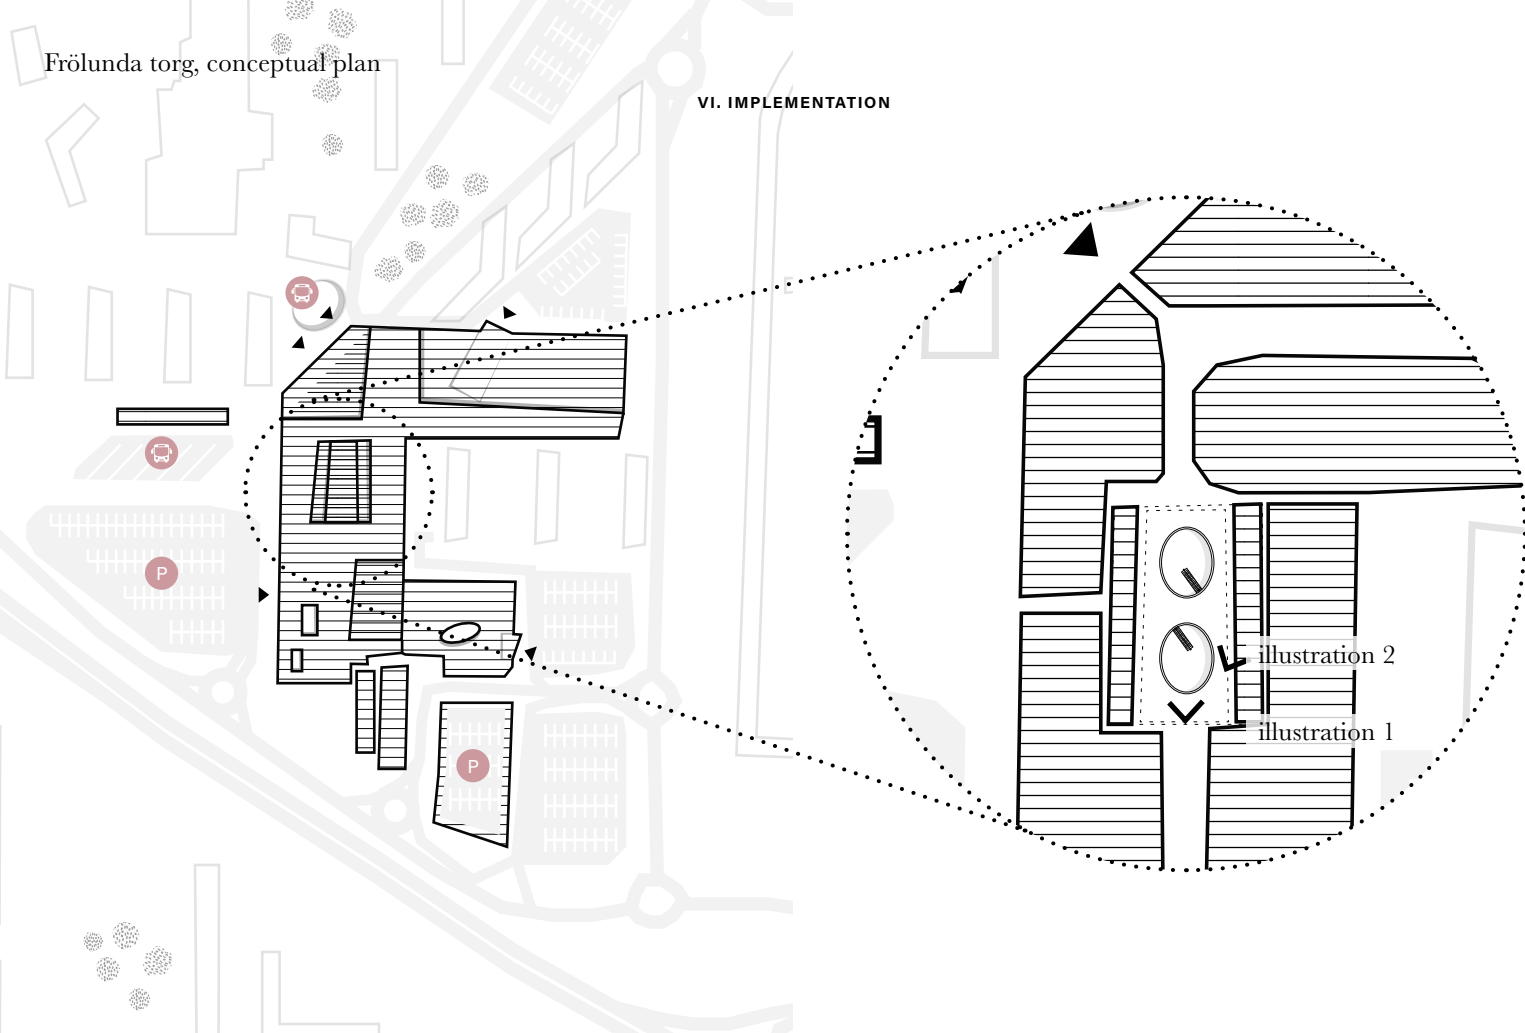 Frölunda torg, conceptual plan
VI. IMPLEMENTATION
P
P
illustration 2
illustration 1